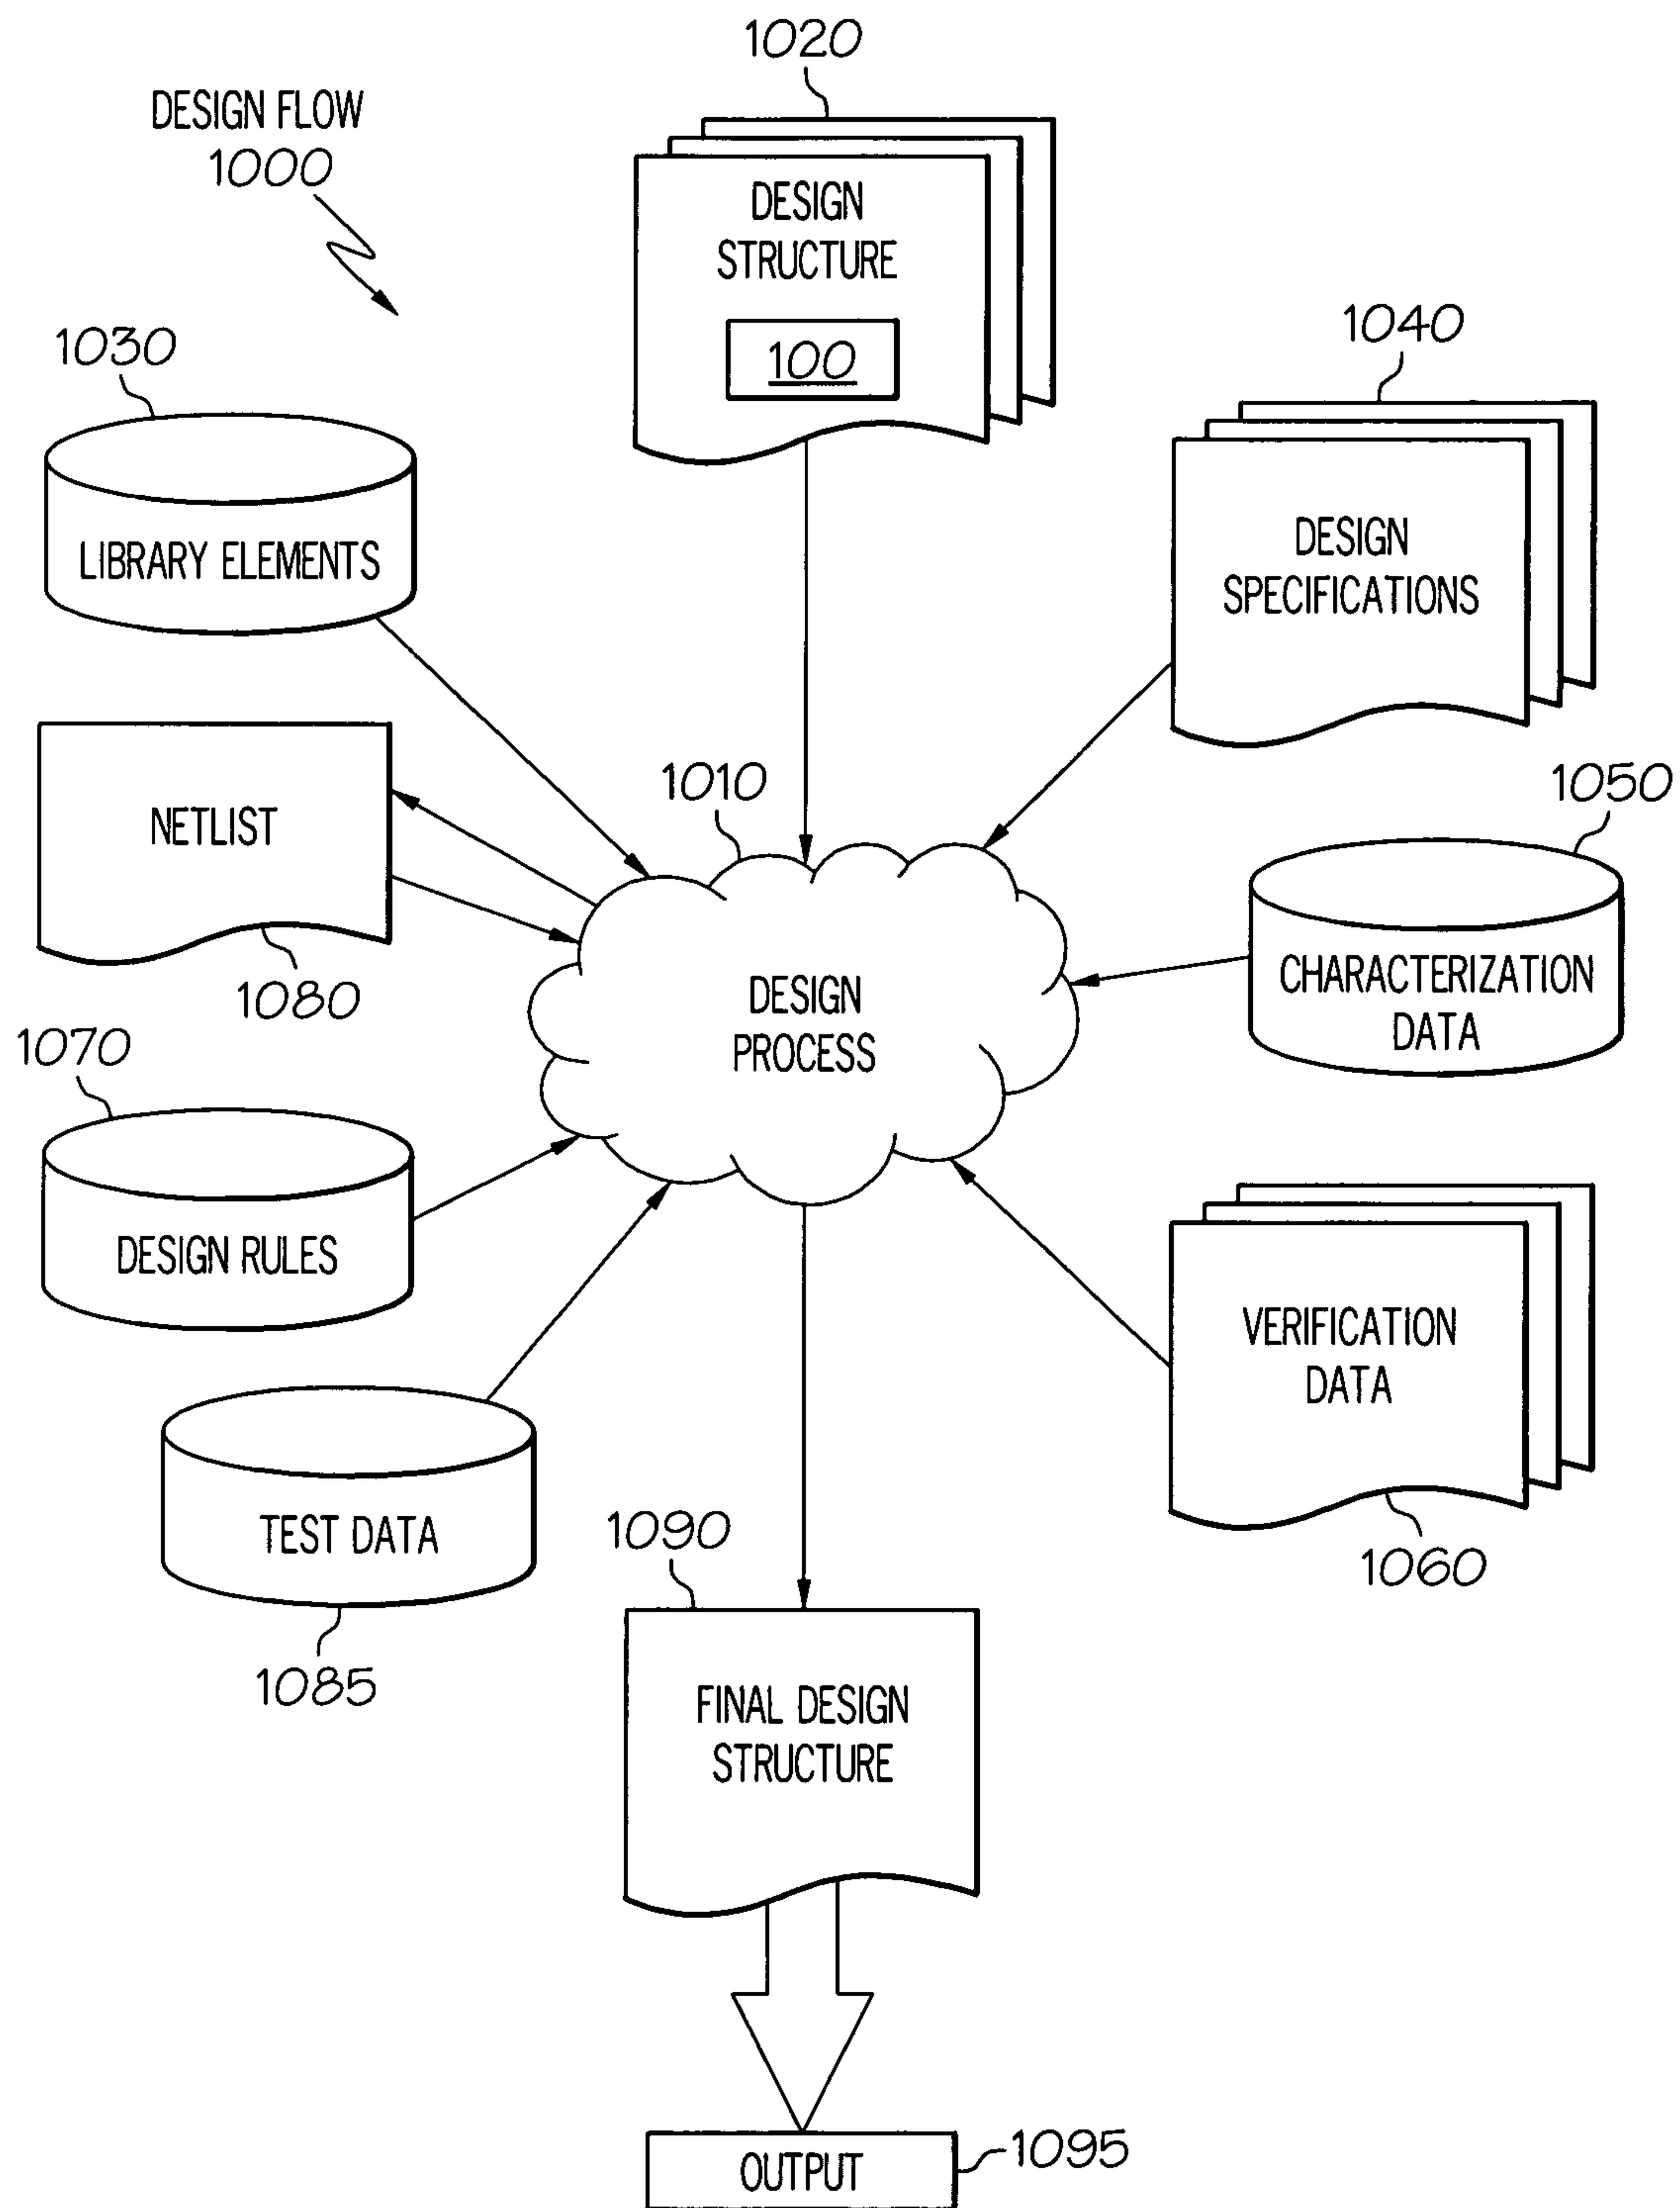 1020
DESIGN FLOW
1000
DESIGN
STRUCTURE
100
1030
1040
LIBRARY ELEMENTS
DESIGN
SPECIFICATIONS
1010
1050
NETLIST
1080
CHARACTERIZATION
DATA
DESIGN
PROCESS
1070
DESIGN RULES
VERIFICATION
DATA
1060
TEST DATA
1085
1090
FINAL DESIGN
STRUCTURE
OUTPUT
1095